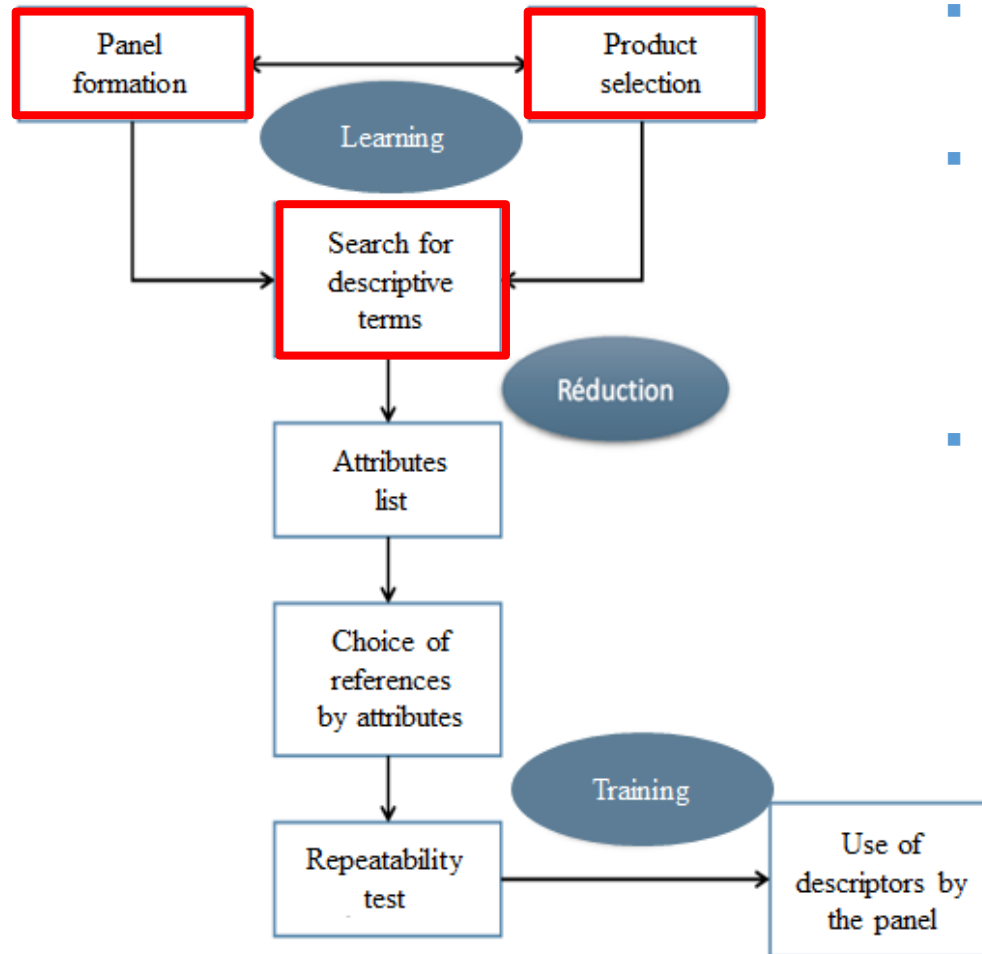 Panel
formation
Product
selection
Learning
Search for
descriptive
terms
Réduction
Attributes
list
Choice of
references
by attributes
Training
Repeatability
test
Use of
descriptors by
the panel